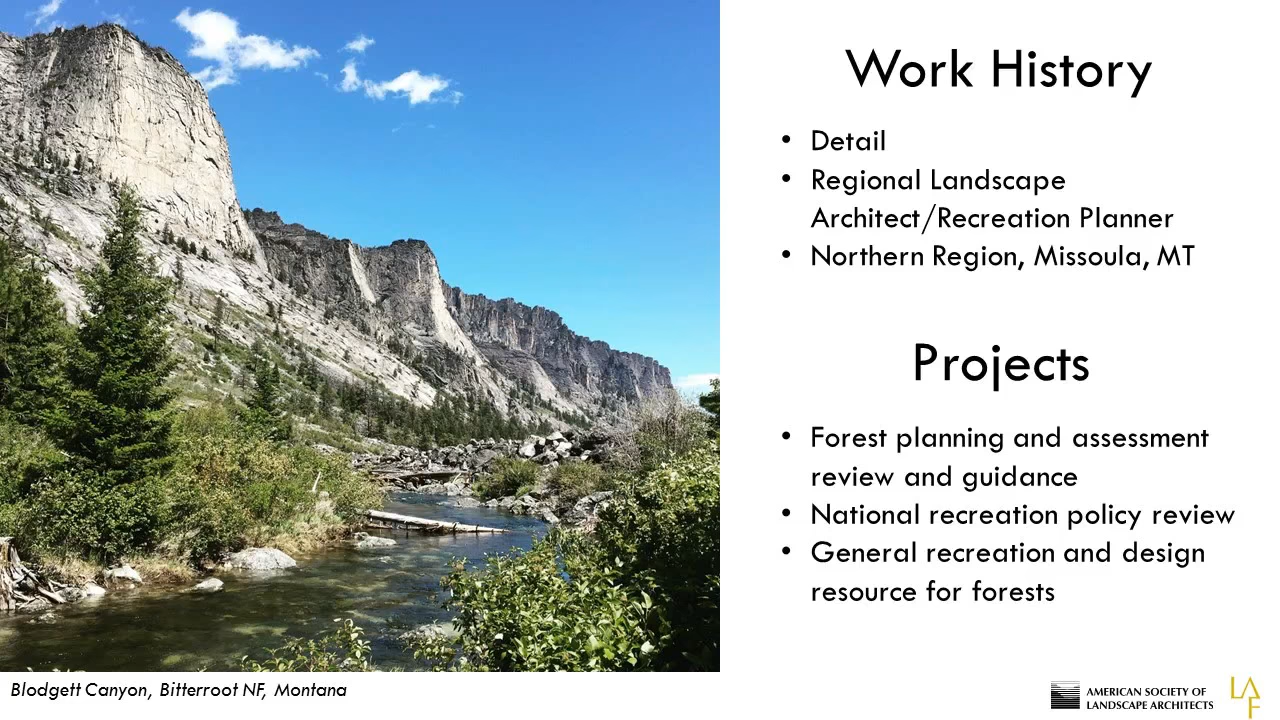 Work History
• Detail
• Regional Landscape
Architect/Recreation Planner
• Northern Region, Missoula, MT
Projects
• Forest planning and assessment
review and guidance
• National recreation policy review
• General recreation and design
resource for forests
Blodgett Canyon, Bitterroot NF, Montana
AMERICAN SOCIETY OF
LANDSCAPE ARCHITECTS
LAF